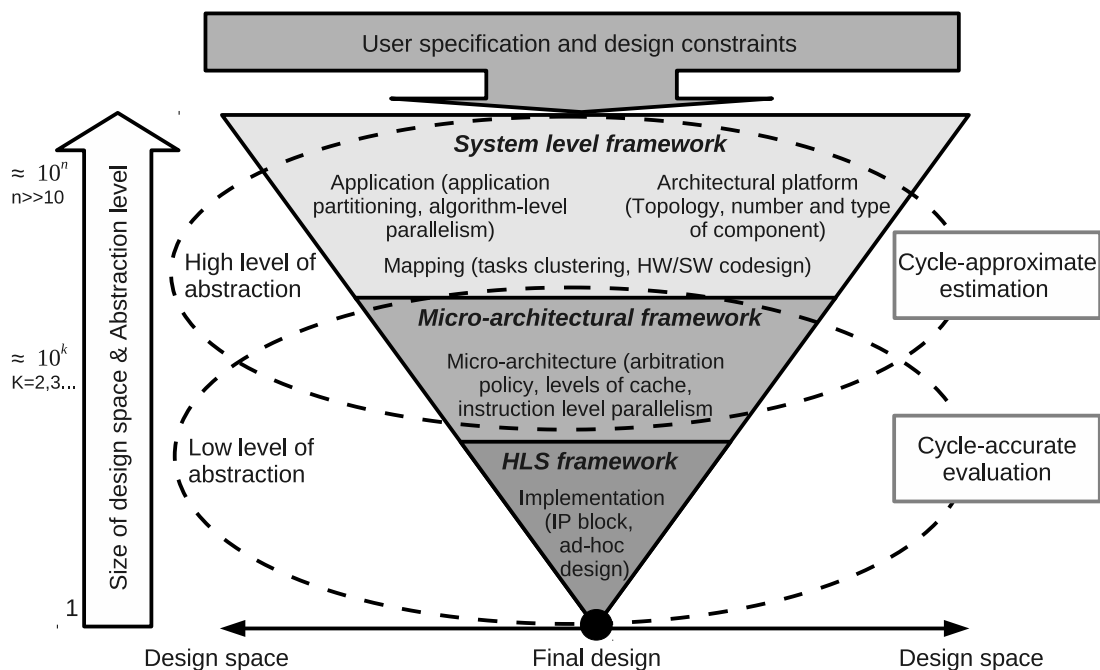 User specification and design constraints
System level framework
Application (application
partitioning, algorithm-level
parallelism)
Architectural platform
(Topology, number and type
of component)
Mapping (tasks clustering, HW/SW codesign)
Micro-architectural framework
Micro-architecture (arbitration
policy, levels of cache,
instruction level parallelism
HLS framework
Implementation
(IP block,
ad-hoc
design)
Size of design space & Abstraction level
≈ 10ⁿ
n>>10
≈ 10ᵏ
K=2,3...
1
High level of
abstraction
Low level of
abstraction
Cycle-approximate
estimation
Cycle-accurate
evaluation
Design space
Final design
Design space